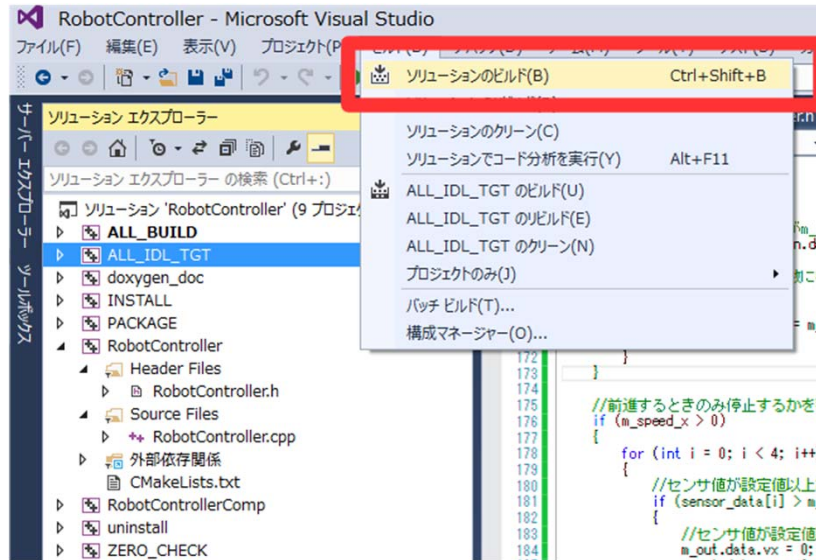 RobotController - Microsoft Visual Studio
ファイル(F) 編集(E) 表示(V) プロジェクト(P
ソリューションのビルド(B) Ctrl+Shift+B
ソリューションのクリーン(C)
ソリューションでコード分析を実行(Y) Alt+F11
ALL_IDL_TGT のビルド(U)
ALL_IDL_TGT のリビルド(E)
ALL_IDL_TGT のクリーン(N)
プロジェクトのみ(J)
バッチ ビルド(T)...
構成マネージャー(O)...
サーバー エクスプローラー
ツールボックス
ソリューション エクスプローラー
ソリューション エクスプローラー の検索 (Ctrl+:)
ソリューション 'RobotController' (9 プロジェ
ALL_BUILD
ALL_IDL_TGT
doxygen_doc
INSTALL
PACKAGE
RobotController
Header Files
RobotController.h
Source Files
RobotController.cpp
外部依存関係
CMakeLists.txt
RobotControllerComp
uninstall
ZERO_CHECK
172 }
173 }
174
175 //前進するときのみ停止するかを
176 if (m_speed_x > 0)
177 {
178 for (int i = 0; i < 4; i++
179 {
180 //センサ値が設定値以上
181 if (sensor_data[i] > m
182 {
183 //センサ値が設定値
184 m_out.data.vx = 0;